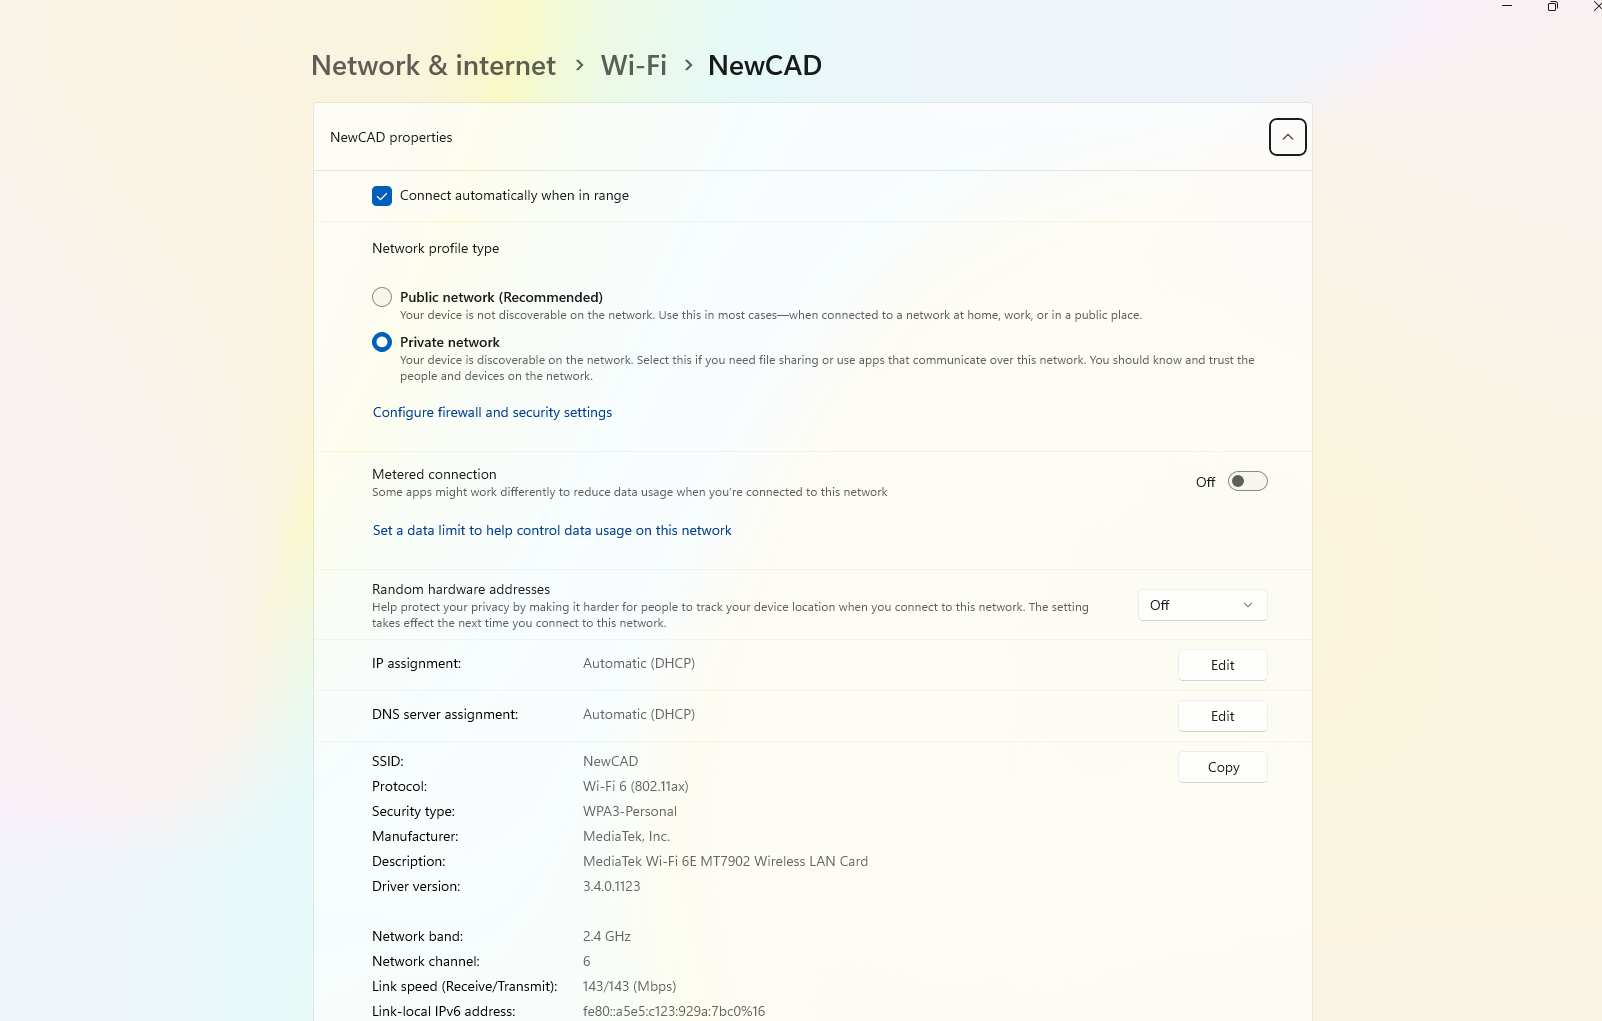 Network & internet > Wi-Fi > NewCAD
NewCAD properties
Connect automatically when in range
Network profile type
Public network (Recommended)
Your device is not discoverable on the network. Use this in most cases—when connected to a network at home, work, or in a public place.
Private network
Your device is discoverable on the network. Select this if you need file sharing or use apps that communicate over this network. You should know and trust the
people and devices on the network.
Configure firewall and security settings
Metered connection
Some apps might work differently to reduce data usage when you're connected to this network
Off
Set a data limit to help control data usage on this network
Random hardware addresses
Help protect your privacy by making it harder for people to track your device location when you connect to this network. The setting
takes effect the next time you connect to this network.
Off
IP assignment: Automatic (DHCP) Edit
DNS server assignment: Automatic (DHCP) Edit
SSID: NewCAD Copy
Protocol: Wi-Fi 6 (802.11ax)
Security type: WPA3-Personal
Manufacturer: MediaTek, Inc.
Description: MediaTek Wi-Fi 6E MT7902 Wireless LAN Card
Driver version: 3.4.0.1123
Network band: 2.4 GHz
Network channel: 6
Link speed (Receive/Transmit): 143/143 (Mbps)
Link-local IPv6 address: fe80::a5e5:c123:929a:7bc0%16